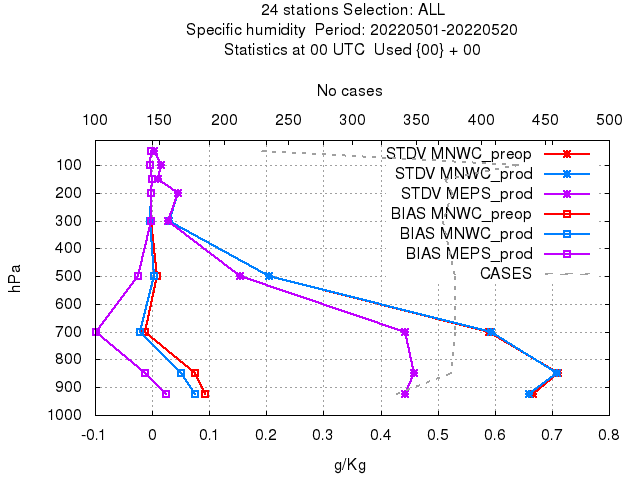 24 stations Selection: ALL
Specific humidity  Period: 20220501-20220520
Statistics at 00 UTC  Used {00} + 00
No cases
100 150 200 250 300 350 400 450 500
STDV MNWC_preop
STDV MNWC_prod
STDV MEPS_prod
BIAS MNWC_preop
BIAS MNWC_prod
BIAS MEPS_prod
CASES
hPa
100
200
300
400
500
600
700
800
900
1000
-0.1 0 0.1 0.2 0.3 0.4 0.5 0.6 0.7 0.8
g/Kg